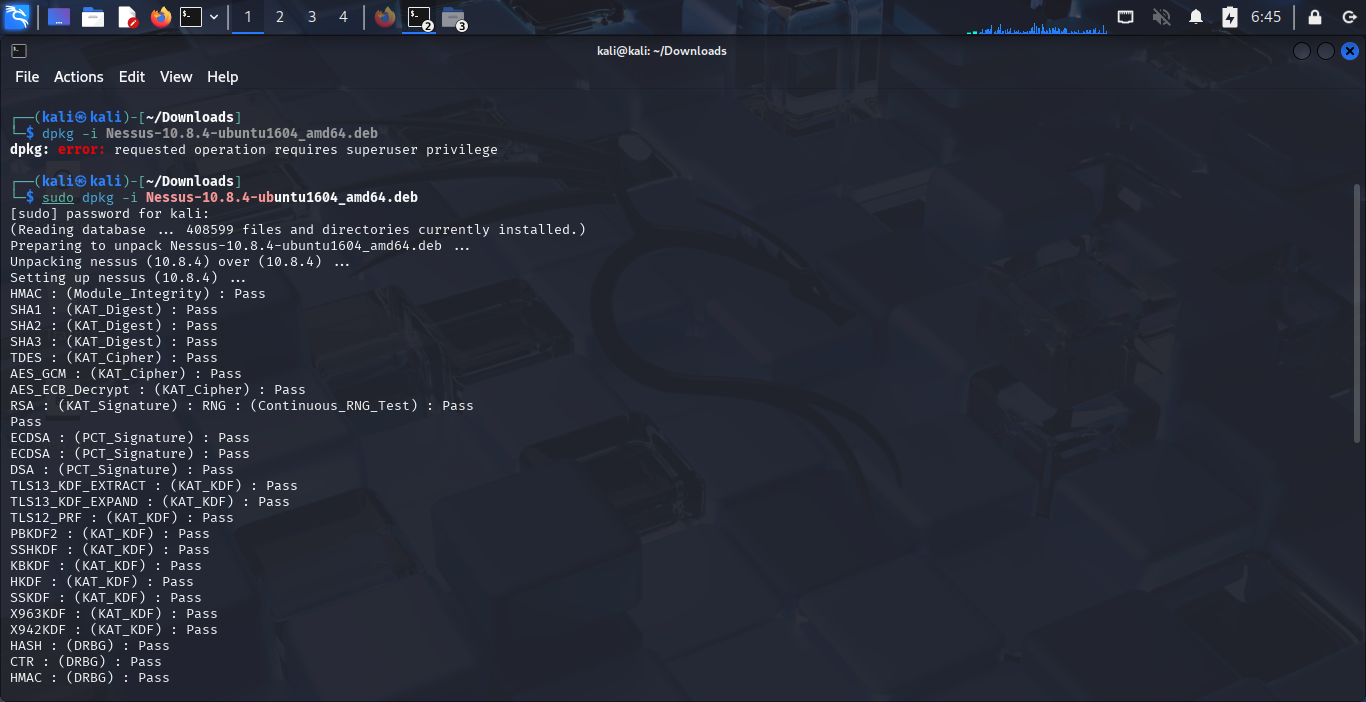 1 2 3 4 2 3 6:45
kali@kali: ~/Downloads
File Actions Edit View Help
┌──(kali㉿kali)-[~/Downloads]
└─$ dpkg -i Nessus-10.8.4-ubuntu1604_amd64.deb
dpkg: error: requested operation requires superuser privilege
┌──(kali㉿kali)-[~/Downloads]
└─$ sudo dpkg -i Nessus-10.8.4-ubuntu1604_amd64.deb
[sudo] password for kali:
(Reading database ... 408599 files and directories currently installed.)
Preparing to unpack Nessus-10.8.4-ubuntu1604_amd64.deb ...
Unpacking nessus (10.8.4) over (10.8.4) ...
Setting up nessus (10.8.4) ...
HMAC : (Module_Integrity) : Pass
SHA1 : (KAT_Digest) : Pass
SHA2 : (KAT_Digest) : Pass
SHA3 : (KAT_Digest) : Pass
TDES : (KAT_Cipher) : Pass
AES_GCM : (KAT_Cipher) : Pass
AES_ECB_Decrypt : (KAT_Cipher) : Pass
RSA : (KAT_Signature) : RNG : (Continuous_RNG_Test) : Pass
Pass
ECDSA : (PCT_Signature) : Pass
ECDSA : (PCT_Signature) : Pass
DSA : (PCT_Signature) : Pass
TLS13_KDF_EXTRACT : (KAT_KDF) : Pass
TLS13_KDF_EXPAND : (KAT_KDF) : Pass
TLS12_PRF : (KAT_KDF) : Pass
PBKDF2 : (KAT_KDF) : Pass
SSHKDF : (KAT_KDF) : Pass
KBKDF : (KAT_KDF) : Pass
HKDF : (KAT_KDF) : Pass
SSKDF : (KAT_KDF) : Pass
X963KDF : (KAT_KDF) : Pass
X942KDF : (KAT_KDF) : Pass
HASH : (DRBG) : Pass
CTR : (DRBG) : Pass
HMAC : (DRBG) : Pass